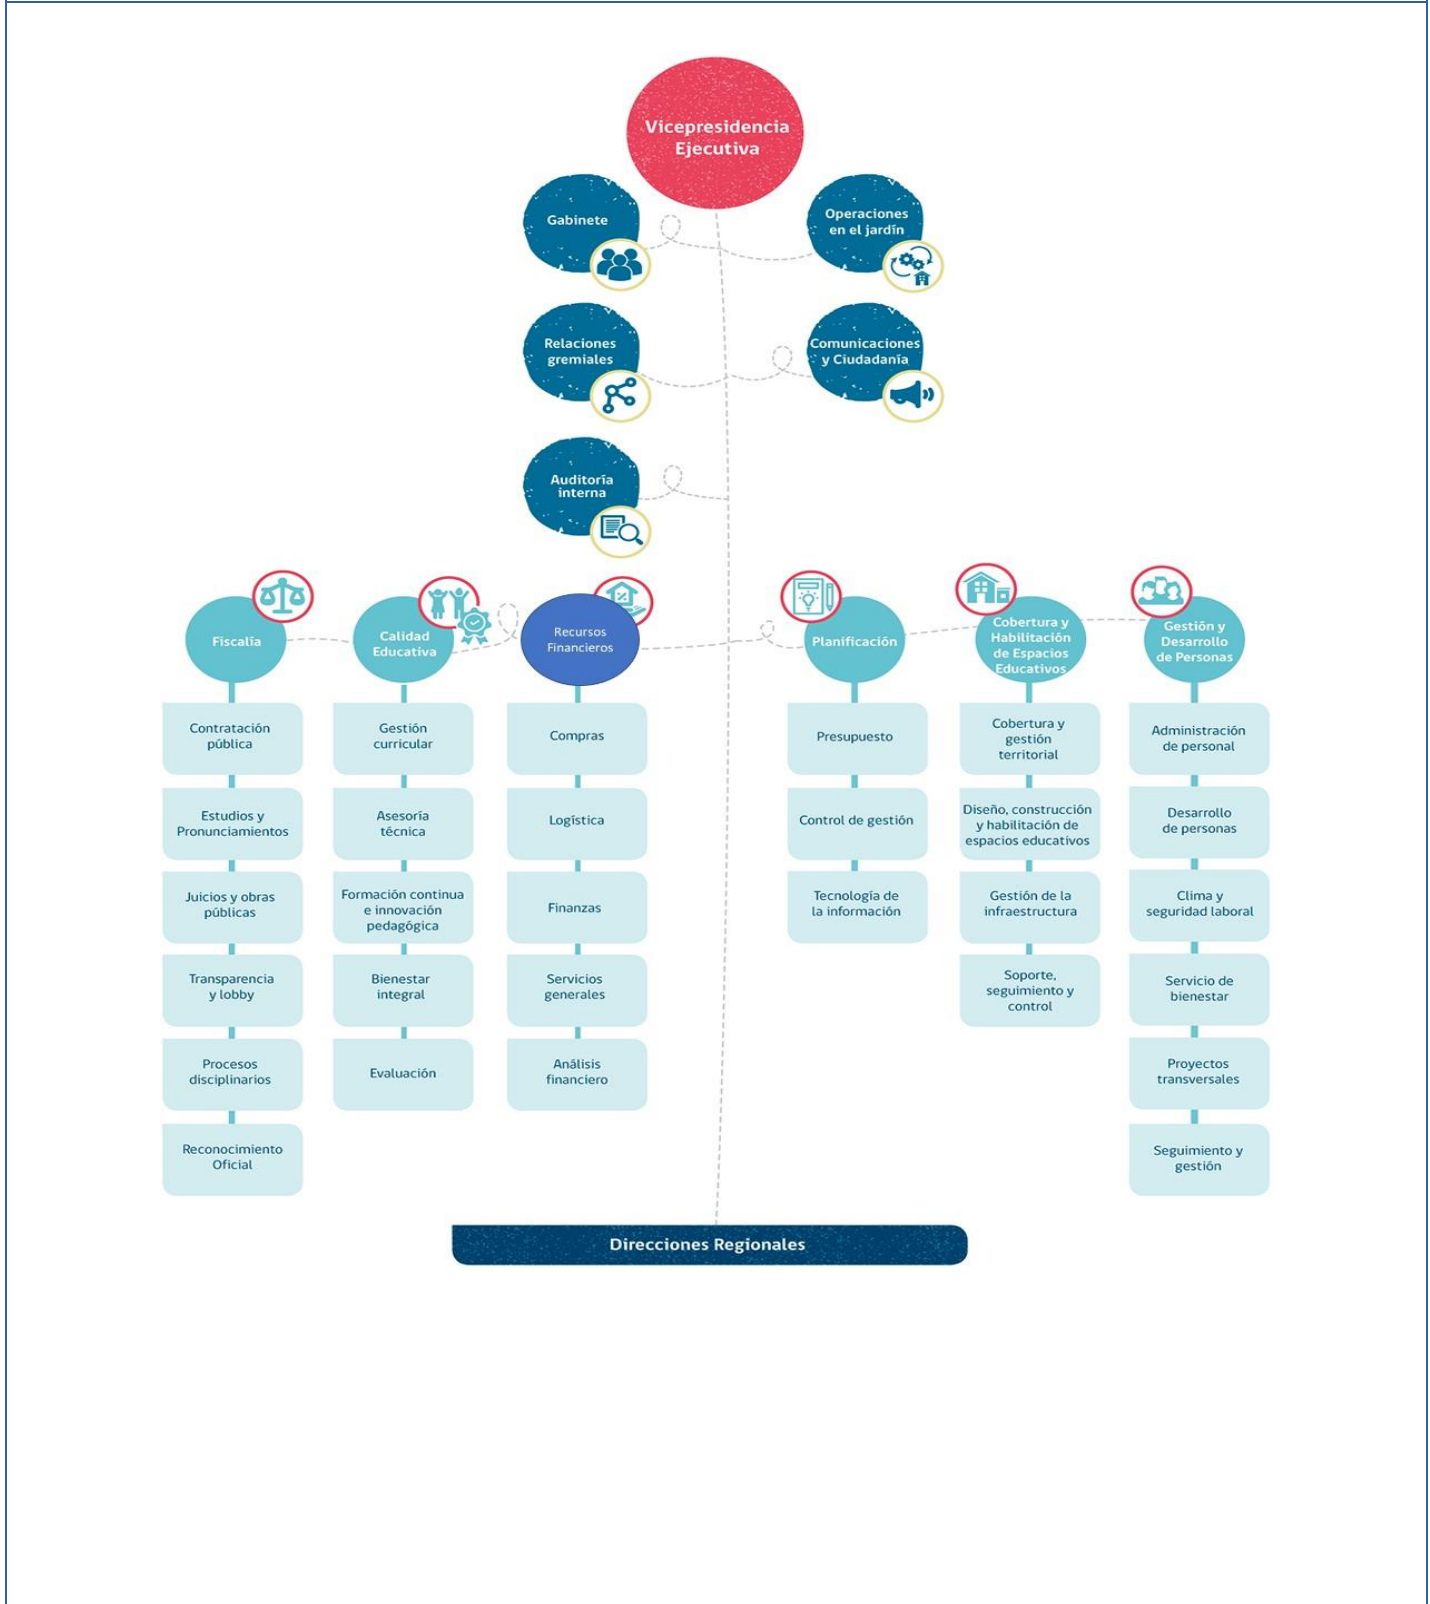 Vicepresidencia
Ejecutiva
Gabinete
Operaciones
en el jardín
Relaciones
gremiales
Comunicaciones
y Ciudadanía
Auditoría
interna
Fiscalía
Calidad
Educativa
Recursos
Financieros
Planificación
Cobertura y
Habilitación
de Espacios
Educativos
Gestión y
Desarrollo
de Personas
Contratación
pública
Estudios y
Pronunciamientos
Juicios y obras
públicas
Transparencia
y lobby
Procesos
disciplinarios
Reconocimiento
Oficial
Gestión
curricular
Asesoría
técnica
Formación continua
e innovación
pedagógica
Bienestar
integral
Evaluación
Compras
Logística
Finanzas
Servicios
generales
Análisis
financiero
Presupuesto
Control de gestión
Tecnología de
la información
Cobertura y
gestión
territorial
Diseño, construcción
y habilitación de
espacios educativos
Gestión de la
infraestructura
Soporte,
seguimiento y
control
Administración
de personal
Desarrollo
de personas
Clima y
seguridad laboral
Servicio de
bienestar
Proyectos
transversales
Seguimiento y
gestión
Direcciones Regionales